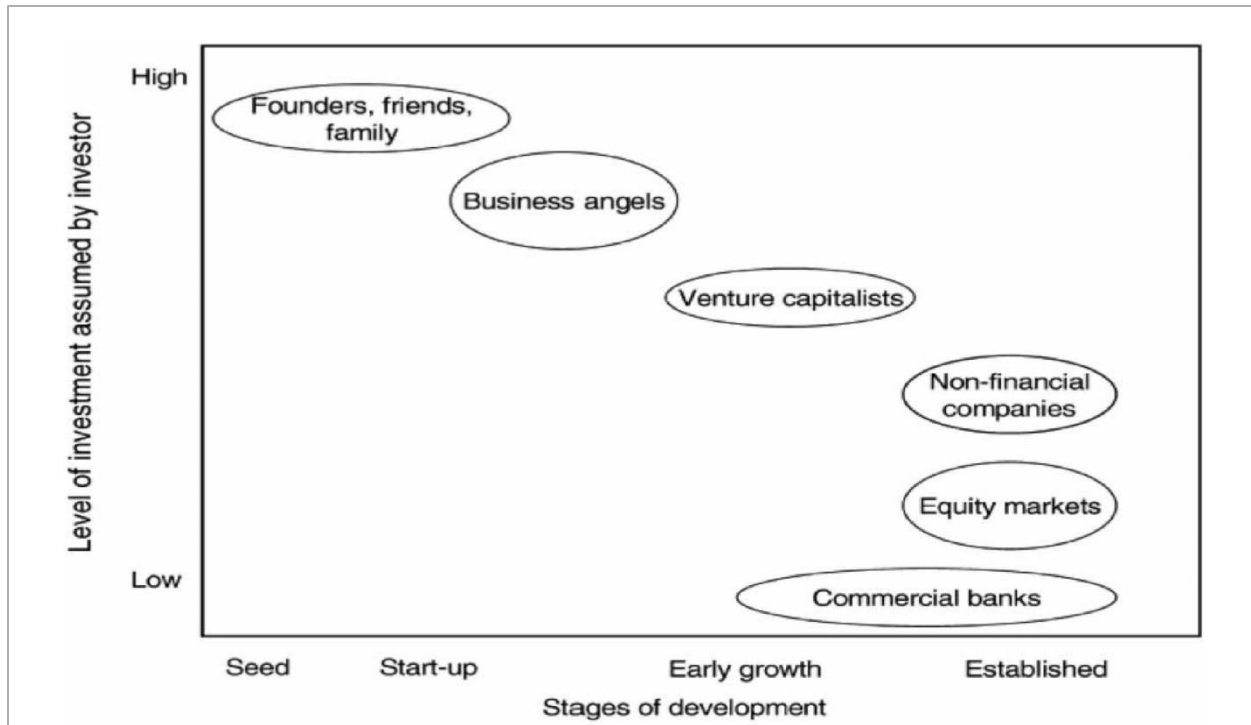 High
Founders, friends,
family
Business angels
Venture capitalists
Non-financial
companies
Equity markets
Low
Commercial banks
Level of investment assumed by investor
Seed Start-up Early growth Established
Stages of development